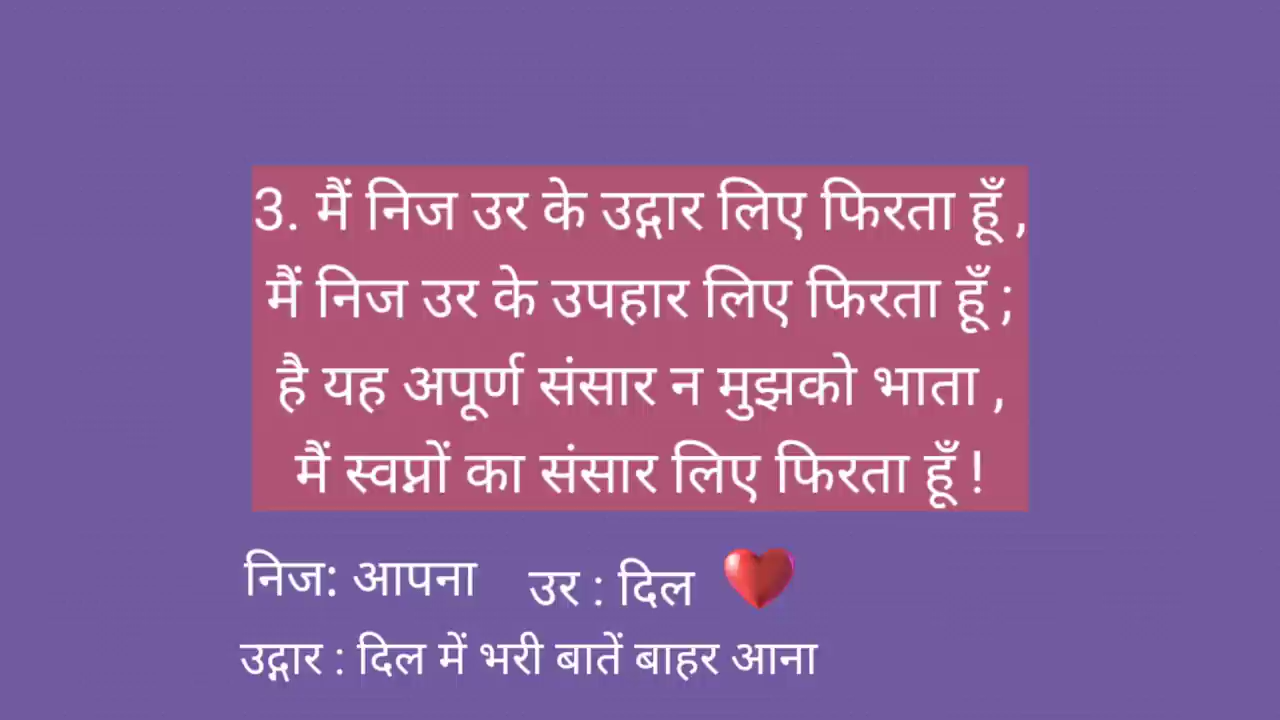 3. मैं निज उर के उद्गार लिए फिरता हूँ ,
मैं निज उर के उपहार लिए फिरता हूँ ;
है यह अपूर्ण संसार न मुझको भाता ,
मैं स्वप्नों का संसार लिए फिरता हूँ !
निज: आपना उर : दिल
उद्गार : दिल में भरी बातें बाहर आना